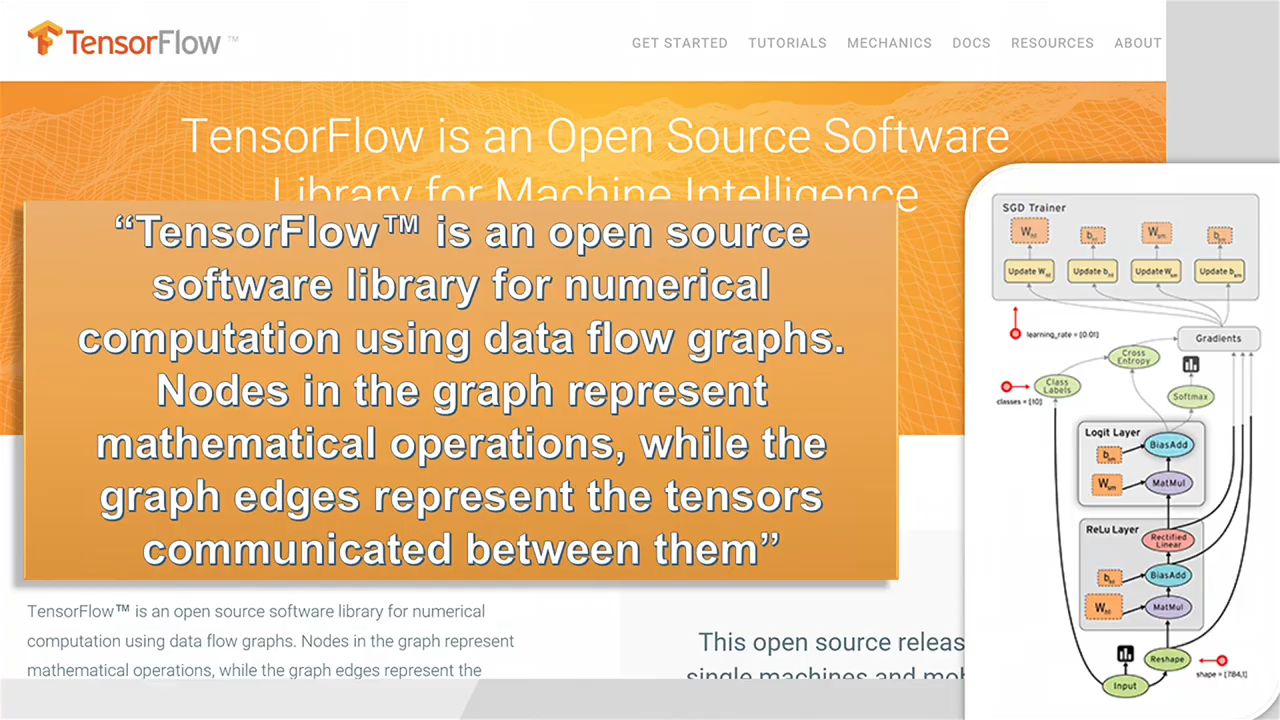 TensorFlow™
GET STARTED TUTORIALS MECHANICS DOCS RESOURCES ABOUT
TensorFlow is an Open Source Software
Library for Machine Intelligence
“TensorFlow™ is an open source
software library for numerical
computation using data flow graphs.
Nodes in the graph represent
mathematical operations, while the
graph edges represent the tensors
communicated between them”
TensorFlow™ is an open source software library for numerical
computation using data flow graphs. Nodes in the graph represent
mathematical operations, while the graph edges represent the
This open source releas
single machines and mob
SGD Trainer
W
b
W
b
Update W
Update b
Update W
Update b
learning_rate = [0.01]
Gradients
Cross
Entropy
Class
Labels
classes = [10]
Softmax
Logit Layer
BiasAdd
b
W
MatMul
ReLu Layer
Rectified
Linear
b
BiasAdd
W
MatMul
Reshape
shape = [784,1]
Input